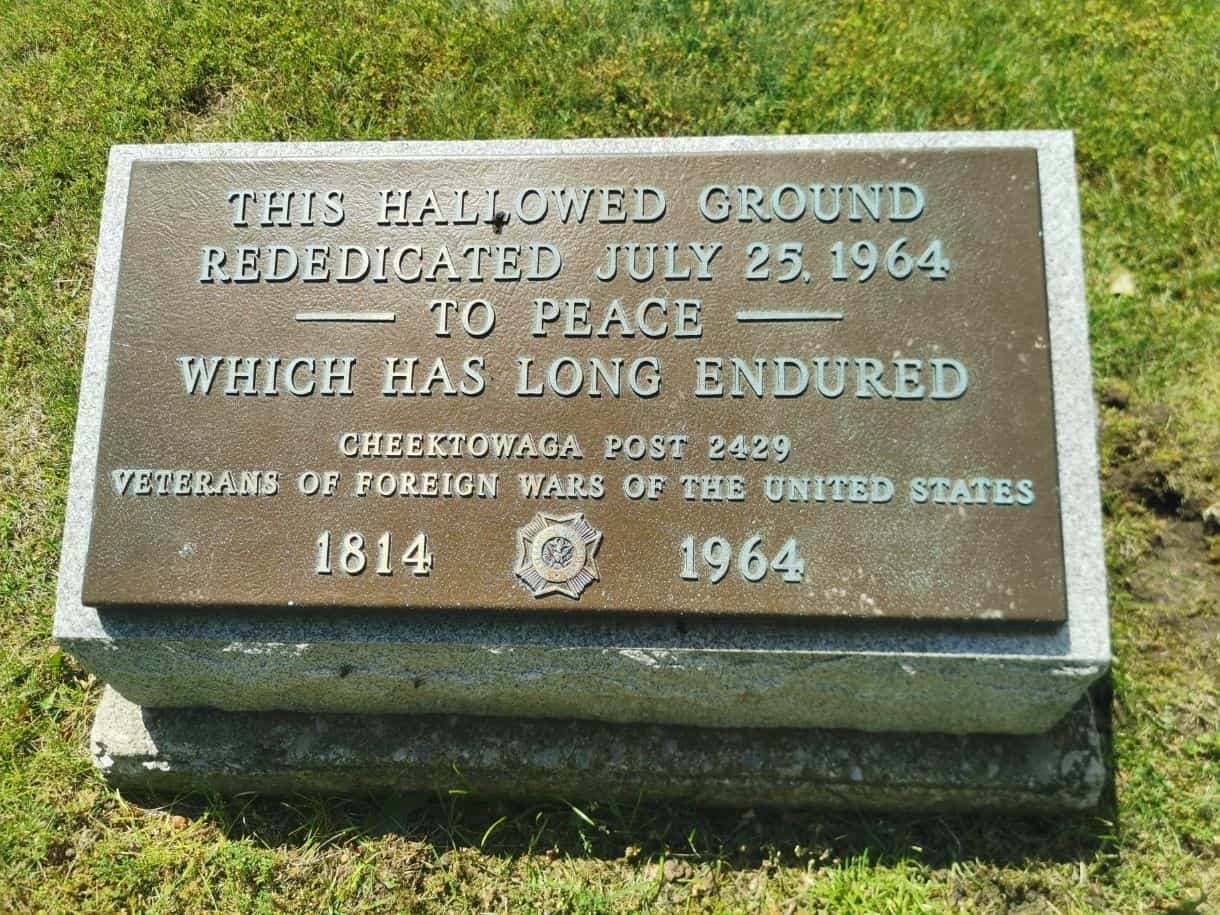 THIS HALLOWED GROUND
REDEDICATED JULY 25, 1964
TO PEACE
WHICH HAS LONG ENDURED
CHEEKTOWAGA POST 2429
VETERANS OF FOREIGN WARS OF THE UNITED STATES
1814 1964